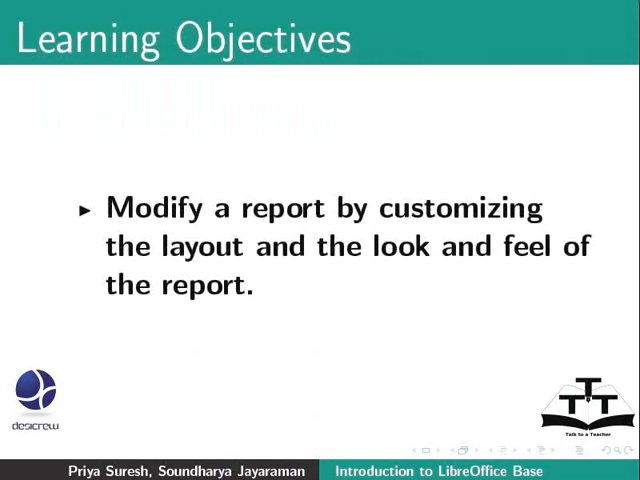 Learning Objectives
Modify a report by customizing
the layout and the look and feel of
the report.
desicrew
T
T T
Talk to a Teacher
Priya Suresh, Soundharya Jayaraman
Introduction to LibreOffice Base